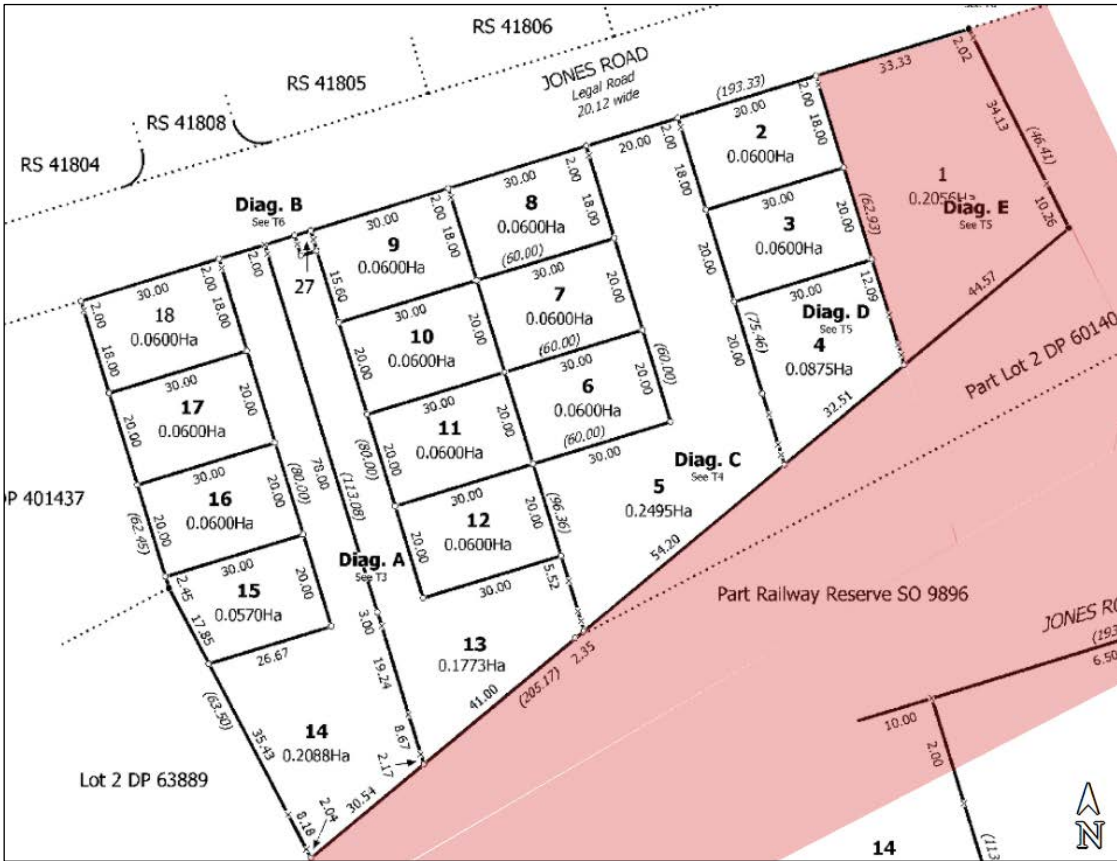 RS 41806
RS 41805
RS 41808
RS 41804
JONES ROAD
Legal Road
20.12 wide
(193.33)
33.33
2.02
34.13
(46.41)
10.26
1
0.2056Ha
Diag. E
See T5
44.57
(62.93)
2.00
18.00
30.00
2
0.0600Ha
20.00
30.00
3
0.0600Ha
12.09
30.00
Diag. D
See T5
4
0.0875Ha
32.51
2.00
18.00
20.00
(75.46)
20.00
20.00
Part Lot 2 DP 60140
Diag. B
See T6
27
30.00
8
0.0600Ha
2.00
18.00
(60.00)
30.00
7
0.0600Ha
20.00
(60.00)
30.00
6
0.0600Ha
20.00
(60.00)
(60.00)
30.00
Diag. C
See T4
5
0.2495Ha
54.20
30.00
9
0.0600Ha
2.00
18.00
15.60
30.00
10
0.0600Ha
20.00
20.00
30.00
11
0.0600Ha
20.00
20.00
(80.00)
30.00
12
0.0600Ha
20.00
20.00
(96.36)
5.52
30.00
13
0.1773Ha
2.35
41.00
(205.17)
2.00
78.00
(113.08)
Diag. A
See T3
3.00
19.24
8.67
2.17
30.00
18
0.0600Ha
2.00
18.00
2.00
18.00
30.00
17
0.0600Ha
20.00
20.00
30.00
16
0.0600Ha
20.00
20.00
(80.00)
(62.45)
30.00
15
0.0570Ha
20.00
2.45
17.85
26.67
(63.50)
35.43
14
0.2088Ha
8.18
2.04
30.54
DP 401437
Lot 2 DP 63889
Part Railway Reserve SO 9896
JONES RO
(193
6.50
10.00
2.00
(113
14
N